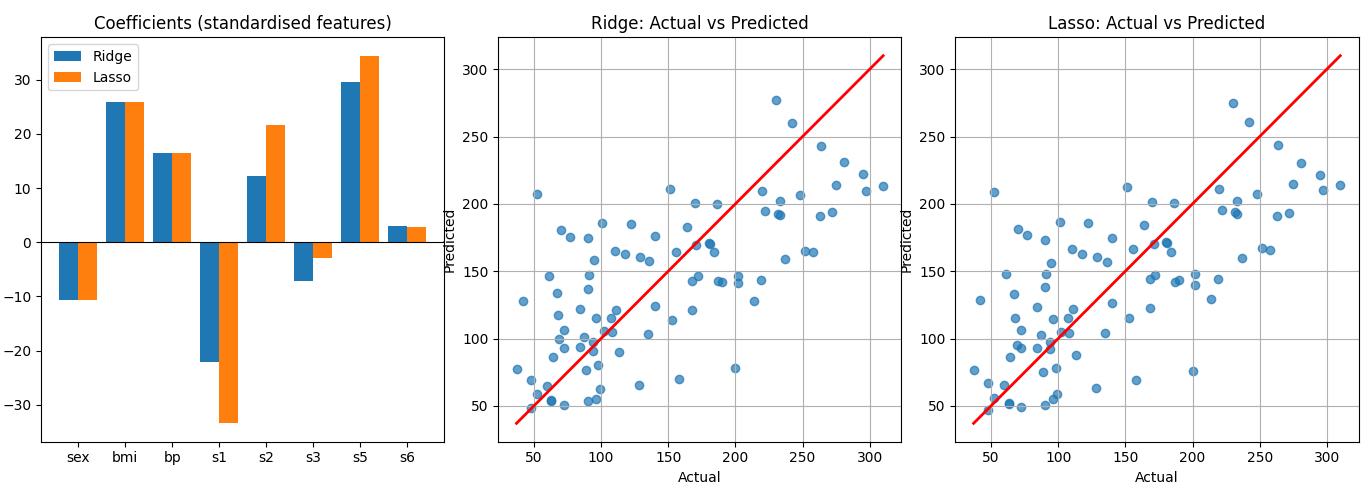 Coefficients (standardised features)
Ridge
Lasso
30
20
10
0
−10
−20
−30
sex bmi bp s1 s2 s3 s5 s6
Ridge: Actual vs Predicted
Predicted
300
250
200
150
100
50
50 100 150 200 250 300
Actual
Lasso: Actual vs Predicted
Predicted
300
250
200
150
100
50
50 100 150 200 250 300
Actual